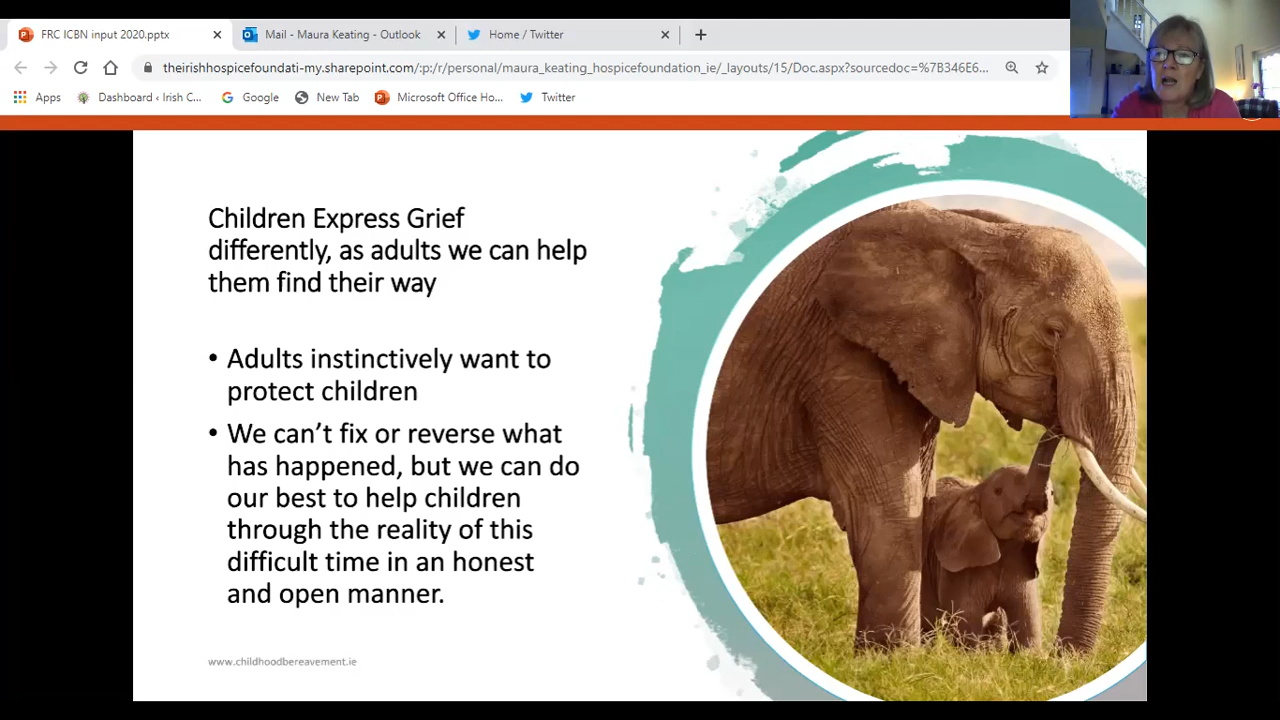 FRC ICBN input 2020.pptx
Mail - Maura Keating - Outlook
Home / Twitter
theirishhospicefoundati-my.sharepoint.com/:p:/r/personal/maura_keating_hospicefoundation_ie/_layouts/15/Doc.aspx?sourcedoc=%7B346E6...
Apps
Dashboard ‹ Irish C...
Google
New Tab
Microsoft Office Ho...
Twitter
Children Express Grief
differently, as adults we can help
them find their way
• Adults instinctively want to
protect children
• We can’t fix or reverse what
has happened, but we can do
our best to help children
through the reality of this
difficult time in an honest
and open manner.
www.childhoodbereavement.ie